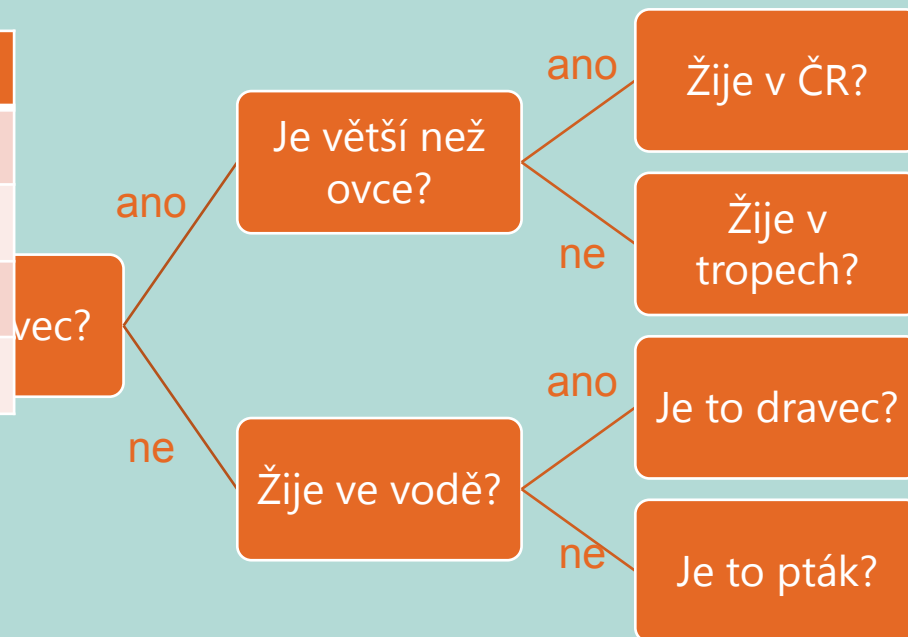 vec?
ano
ne
Je větší než
ovce?
Žije ve vodě?
ano
ne
ano
ne
Žije v ČR?
Žije v
tropech?
Je to dravec?
Je to pták?